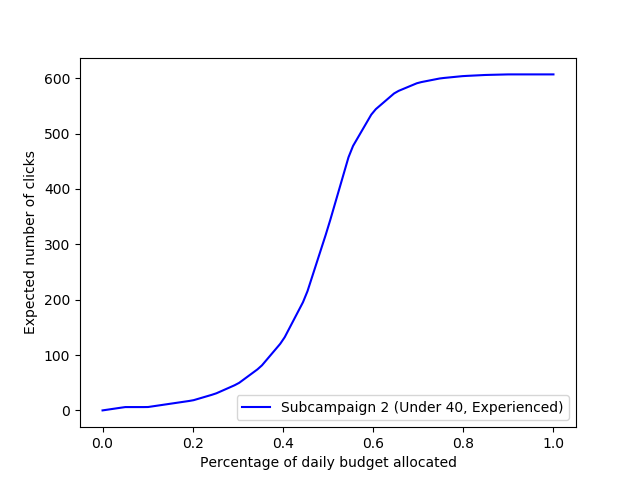 600
500
400
300
200
100
0
Expected number of clicks
Subcampaign 2 (Under 40, Experienced)
0.0 0.2 0.4 0.6 0.8 1.0
Percentage of daily budget allocated